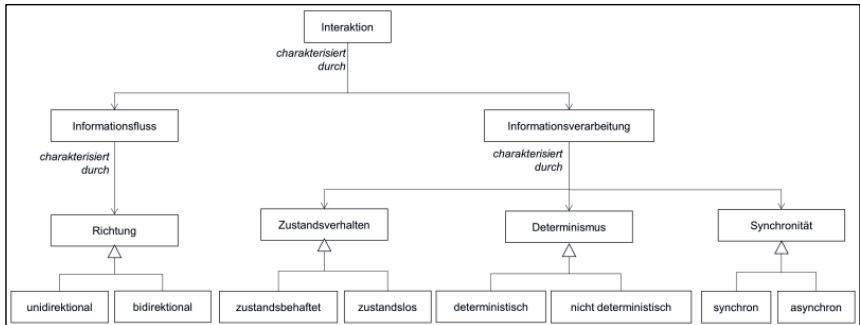 Interaktion
charakterisiert
durch
Informationsfluss
Informationsverarbeitung
charakterisiert
durch
charakterisiert
durch
Richtung
Zustandsverhalten
Determinismus
Synchronität
unidirektional
bidirektional
zustandsbehaftet
zustandslos
deterministisch
nicht deterministisch
synchron
asynchron